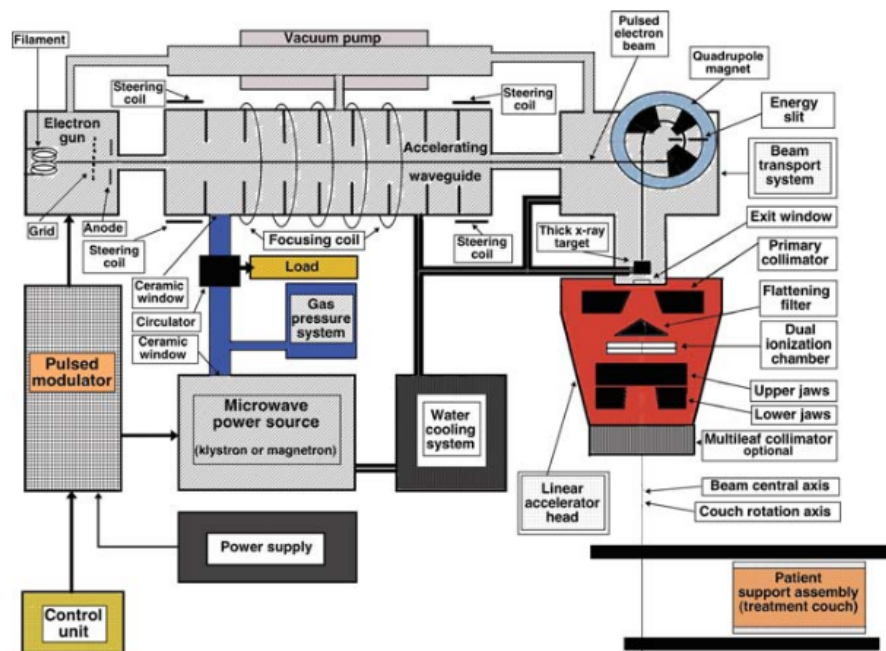 Filament
Vacuum pump
Pulsed
electron
beam
Quadrupole
magnet
Steering
coil
Steering
coil
Energy
slit
Electron
gun
Accelerating
waveguide
Beam
transport
system
Grid
Anode
Steering
coil
Focusing coil
Steering
coil
Thick x-ray
target
Exit window
Primary
collimator
Ceramic
window
Load
Circulator
Gas
pressure
system
Flattening
filter
Ceramic
window
Dual
ionization
chamber
Pulsed
modulator
Microwave
power source
(klystron or magnetron)
Water
cooling
system
Upper jaws
Lower jaws
Multileaf collimator
optional
Linear
accelerator
head
Beam central axis
Couch rotation axis
Power supply
Control
unit
Patient
support assembly
(treatment couch)